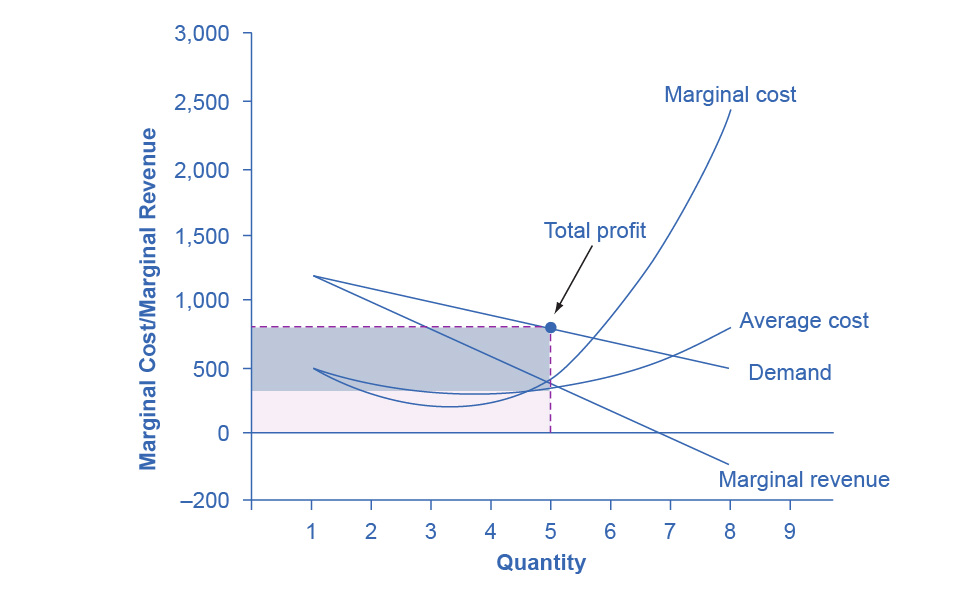 3,000
2,500
2,000
1,500
1,000
500
0
–200
Marginal Cost/Marginal Revenue
Marginal cost
Total profit
Average cost
Demand
Marginal revenue
1 2 3 4 5 6 7 8 9
Quantity